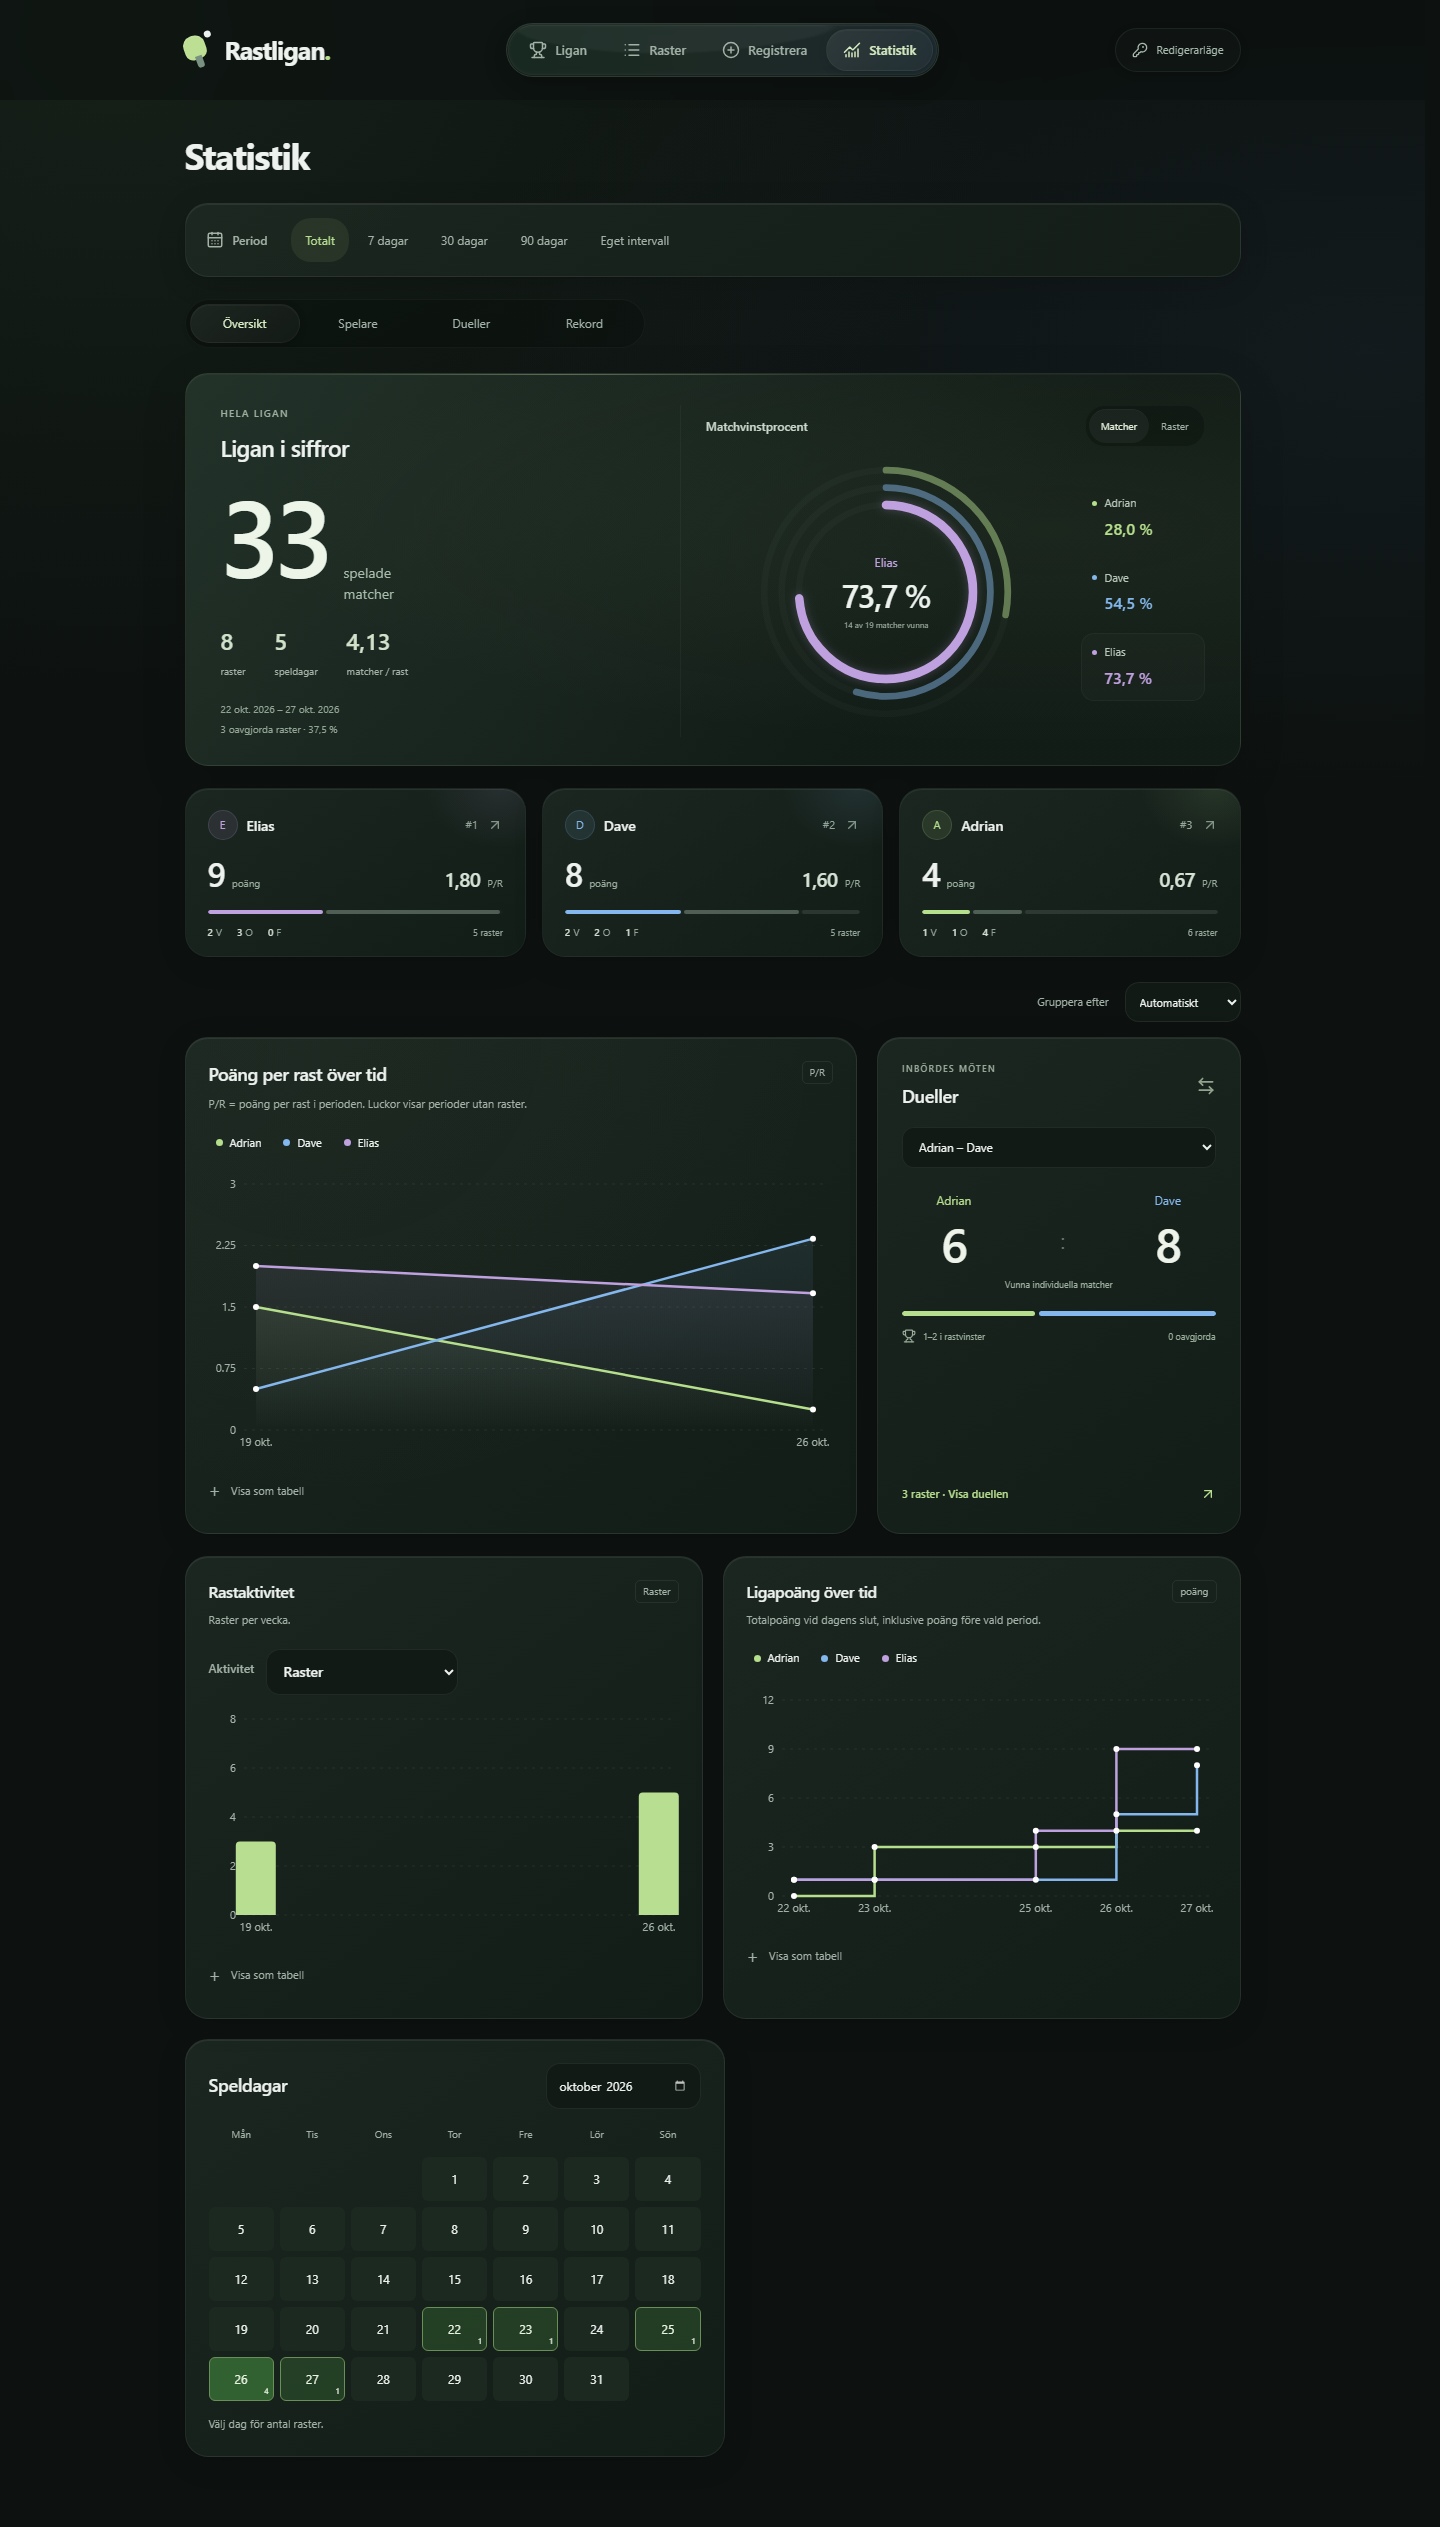 Rastligan.
Ligan
Raster
Registrera
Statistik
Redigerarläge
Statistik
Period
Totalt
7 dagar
30 dagar
90 dagar
Eget intervall
Översikt
Spelare
Dueller
Rekord
HELA LIGAN
Ligan i siffror
33 spelade
matcher
8
raster
5
speldagar
4,13
matcher / rast
22 okt. 2026 – 27 okt. 2026
3 oavgjorda raster · 37,5 %
Matchvinstprocent
Matcher
Raster
Elias
73,7 %
14 av 19 matcher vunna
Adrian
28,0 %
Dave
54,5 %
Elias
73,7 %
E Elias #1
9 poäng 1,80 P/R
2 V 3 O 0 F 5 raster
D Dave #2
8 poäng 1,60 P/R
2 V 2 O 1 F 5 raster
A Adrian #3
4 poäng 0,67 P/R
1 V 1 O 4 F 6 raster
Gruppera efter Automatiskt
Poäng per rast över tid P/R
P/R = poäng per rast i perioden. Luckor visar perioder utan raster.
Adrian Dave Elias
3
2.25
1.5
0.75
0
19 okt. 26 okt.
+ Visa som tabell
INBÖRDES MÖTEN
Dueller
Adrian – Dave
Adrian Dave
6 : 8
Vunna individuella matcher
1–2 i rastvinster 0 oavgjorda
3 raster · Visa duellen
Rastaktivitet Raster
Raster per vecka.
Aktivitet Raster
8
6
4
2
0
19 okt. 26 okt.
+ Visa som tabell
Ligapoäng över tid poäng
Totalpoäng vid dagens slut, inklusive poäng före vald period.
Adrian Dave Elias
12
9
6
3
0
22 okt. 23 okt. 25 okt. 26 okt. 27 okt.
+ Visa som tabell
Speldagar oktober 2026
Mån Tis Ons Tor Fre Lör Sön
1 2 3 4
5 6 7 8 9 10 11
12 13 14 15 16 17 18
19 20 21 22 1 23 1 24 25 1
26 4 27 1 28 29 30 31
Välj dag för antal raster.